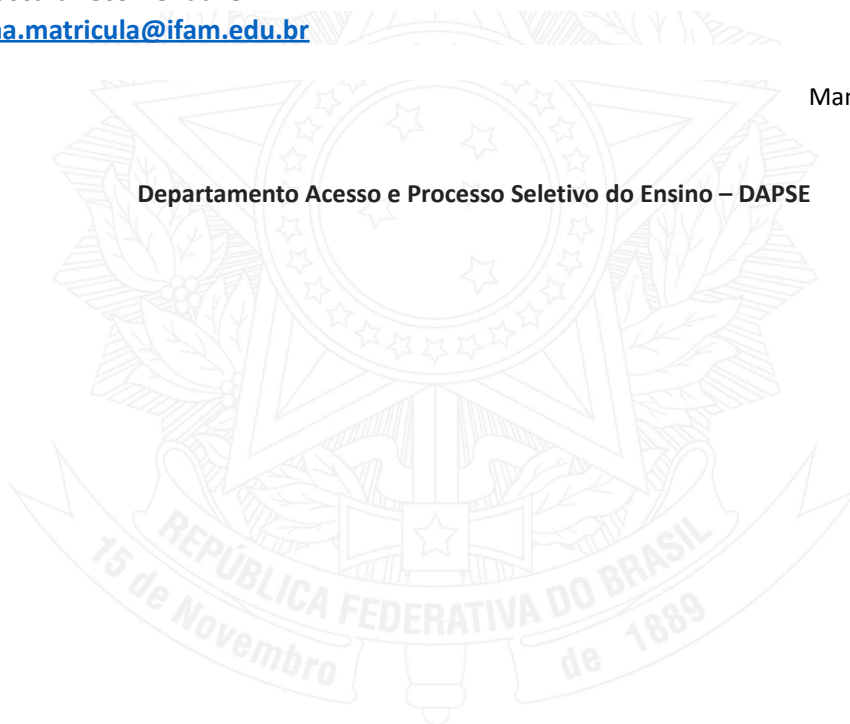 a.matricula@ifam.edu.br
Mar
Departamento Acesso e Processo Seletivo do Ensino – DAPSE
REPÚBLICA FEDERATIVA DO BRASIL
15 de Novembro de 1889